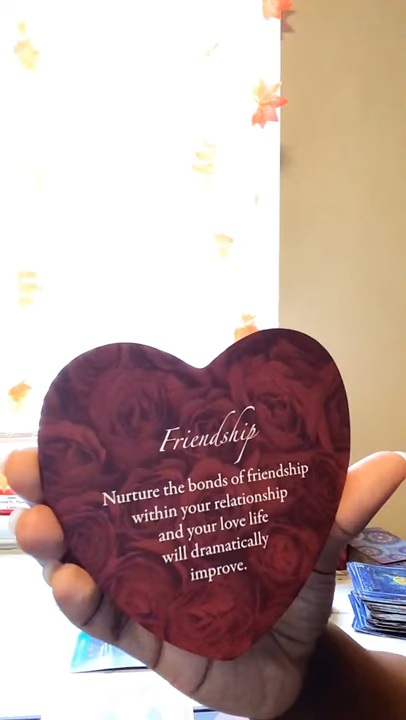 Friendship
Nurture the bonds of friendship
within your relationship
and your love life
will dramatically
improve.